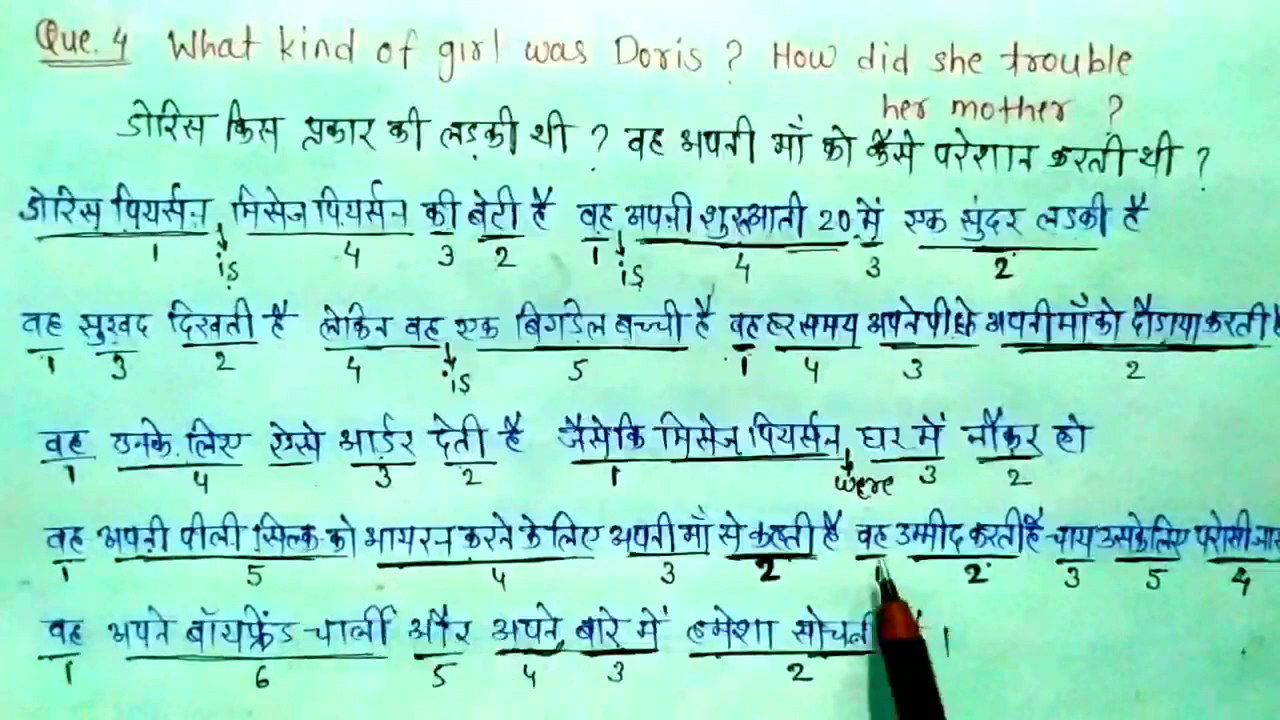 Que. 4 What kind of girl was Doris ? How did she trouble
her mother ?
डोरिस किस प्रकार की लड़की थी ? वह अपनी माँ को कैसे परेशान करती थी ?
डोरिस पियर्सन मिसेज पियर्सन की बेटी है वह अपनी शुरुआती 20 में एक सुंदर लडकी है
1 is 4 3 2 1 is 4 3 2
वह सुखद दिखती है लेकिन वह एक बिगडैल बच्ची है वह हर समय अपने पीछे अपनी माँ को दौडाया करती है
1 3 2 4 is 5 1 4 3 2
वह उनके लिए ऐसे आर्डर देती है जैसेकि मिसेज पियर्सन घर में नौकर हो
1 4 3 2 1 were 3 2
वह अपनी पीली सिल्क को आयरन करने के लिए अपनी माँ से कहती है वह उम्मीद करती है चाय उसके लिए परोसी
1 5 4 3 2 2 3 5 4
वह अपने बॉयफ्रेंड चार्ली और अपने बारे में हमेशा सोचती
1 6 5 4 3 2